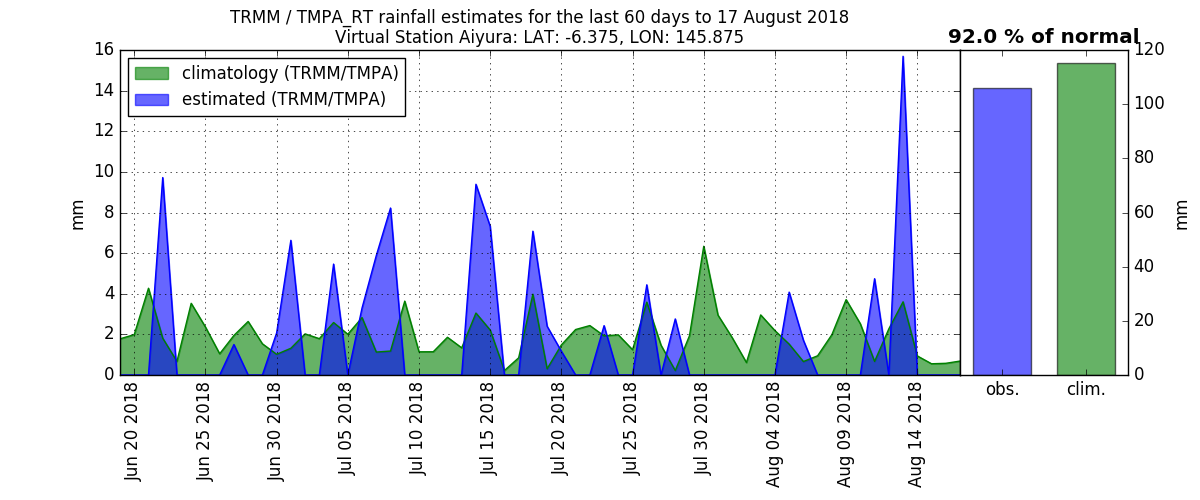 TRMM / TMPA_RT rainfall estimates for the last 60 days to 17 August 2018
Virtual Station Aiyura: LAT: -6.375, LON: 145.875
92.0 % of normal
climatology (TRMM/TMPA)
estimated (TRMM/TMPA)
mm
16
14
12
10
8
6
4
2
0
Jun 20 2018
Jun 25 2018
Jun 30 2018
Jul 05 2018
Jul 10 2018
Jul 15 2018
Jul 20 2018
Jul 25 2018
Jul 30 2018
Aug 04 2018
Aug 09 2018
Aug 14 2018
obs.
clim.
120
100
80
60
40
20
0
mm